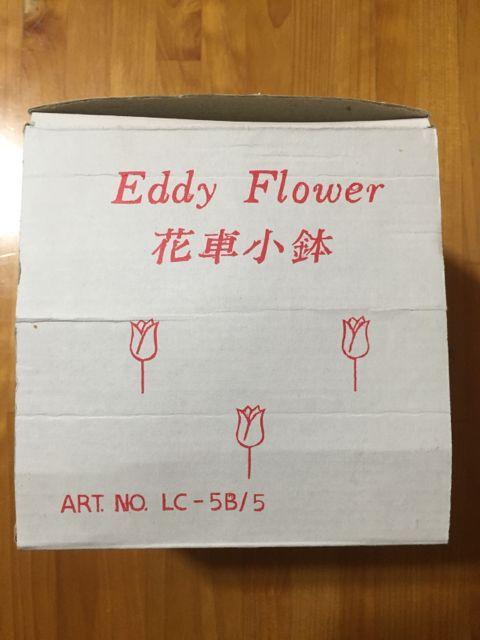 Eddy Flower
花車小鉢
ART. NO. LC-5B/5